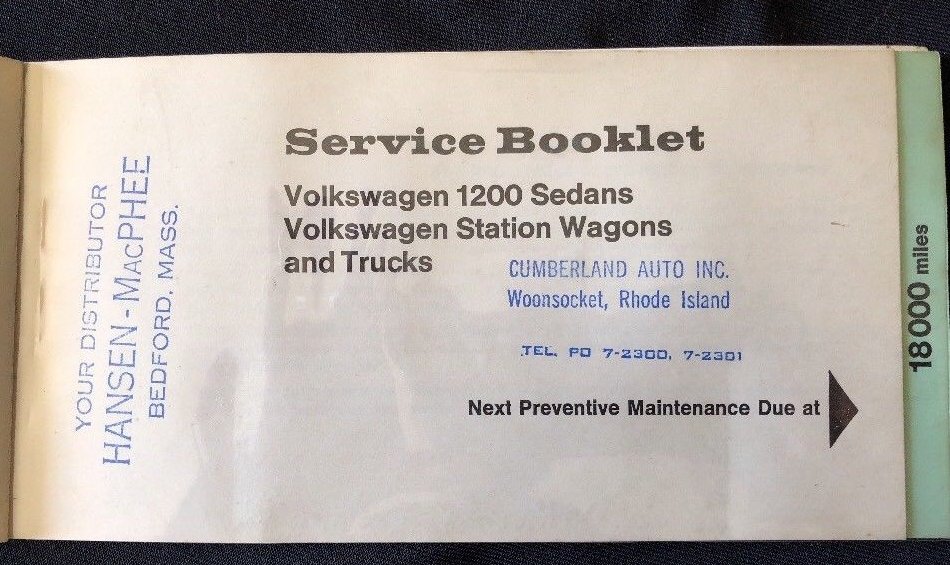 Service Booklet
Volkswagen 1200 Sedans
Volkswagen Station Wagons
and Trucks
CUMBERLAND AUTO INC.
Woonsocket, Rhode Island
TEL. PO 7-2300, 7-2301
Next Preventive Maintenance Due at
18000 miles
YOUR DISTRIBUTOR
HANSEN-MACPHEE
BEDFORD, MASS.